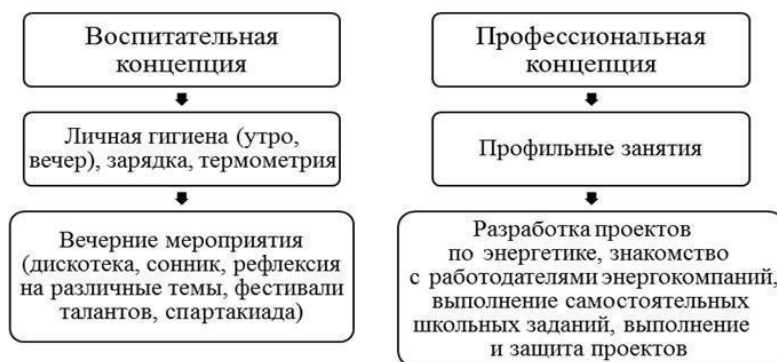 Воспитательная
концепция
Личная гигиена (утро,
вечер), зарядка, термометрия
Вечерние мероприятия
(дискотека, сонник, рефлексия
на различные темы, фестивали
талантов, спартакиада)
Профессиональная
концепция
Профильные занятия
Разработка проектов
по энергетике, знакомство
с работодателями энергокомпаний,
выполнение самостоятельных
школьных заданий, выполнение
и защита проектов